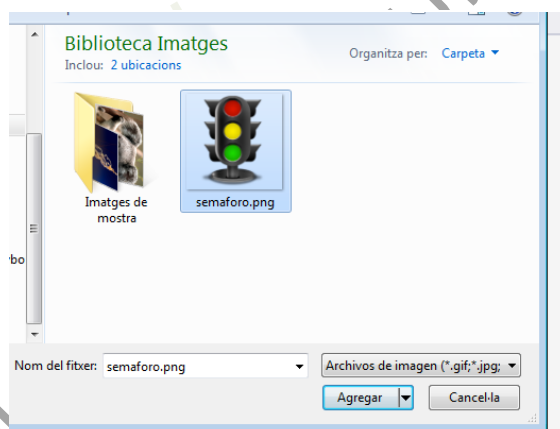 Biblioteca Imatges
Inclou: 2 ubicacions
Organitza per: Carpeta
Imatges de
mostra
semaforo.png
Nom del fitxer: semaforo.png
Archivos de imagen (*.gif;*.jpg;
Agregar
Cancel·la